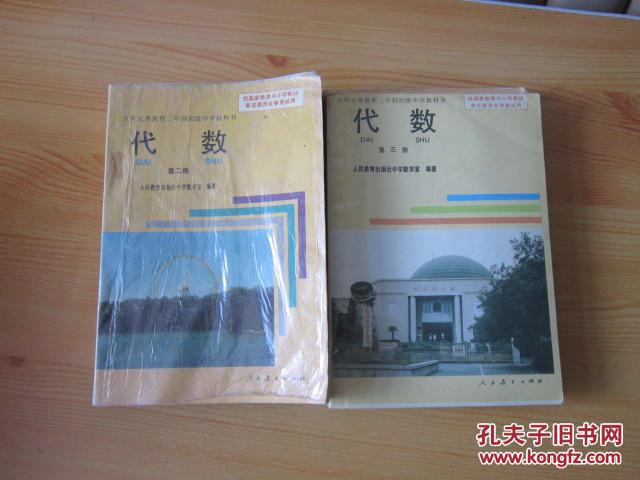 九年义务教育三年制初级中学教科书
经国家教委中小学教材
审定委员会审查试用
代数
DAI SHU
第二册
人民教育出版社中学数学室 编著
人民教育出版社
九年义务教育三年制初级中学教科书
经国家教委中小学教材
审定委员会审查试用
代数
DAI SHU
第三册
人民教育出版社中学数学室 编著
人民教育出版社
孔夫子旧书网
www.kongfz.com